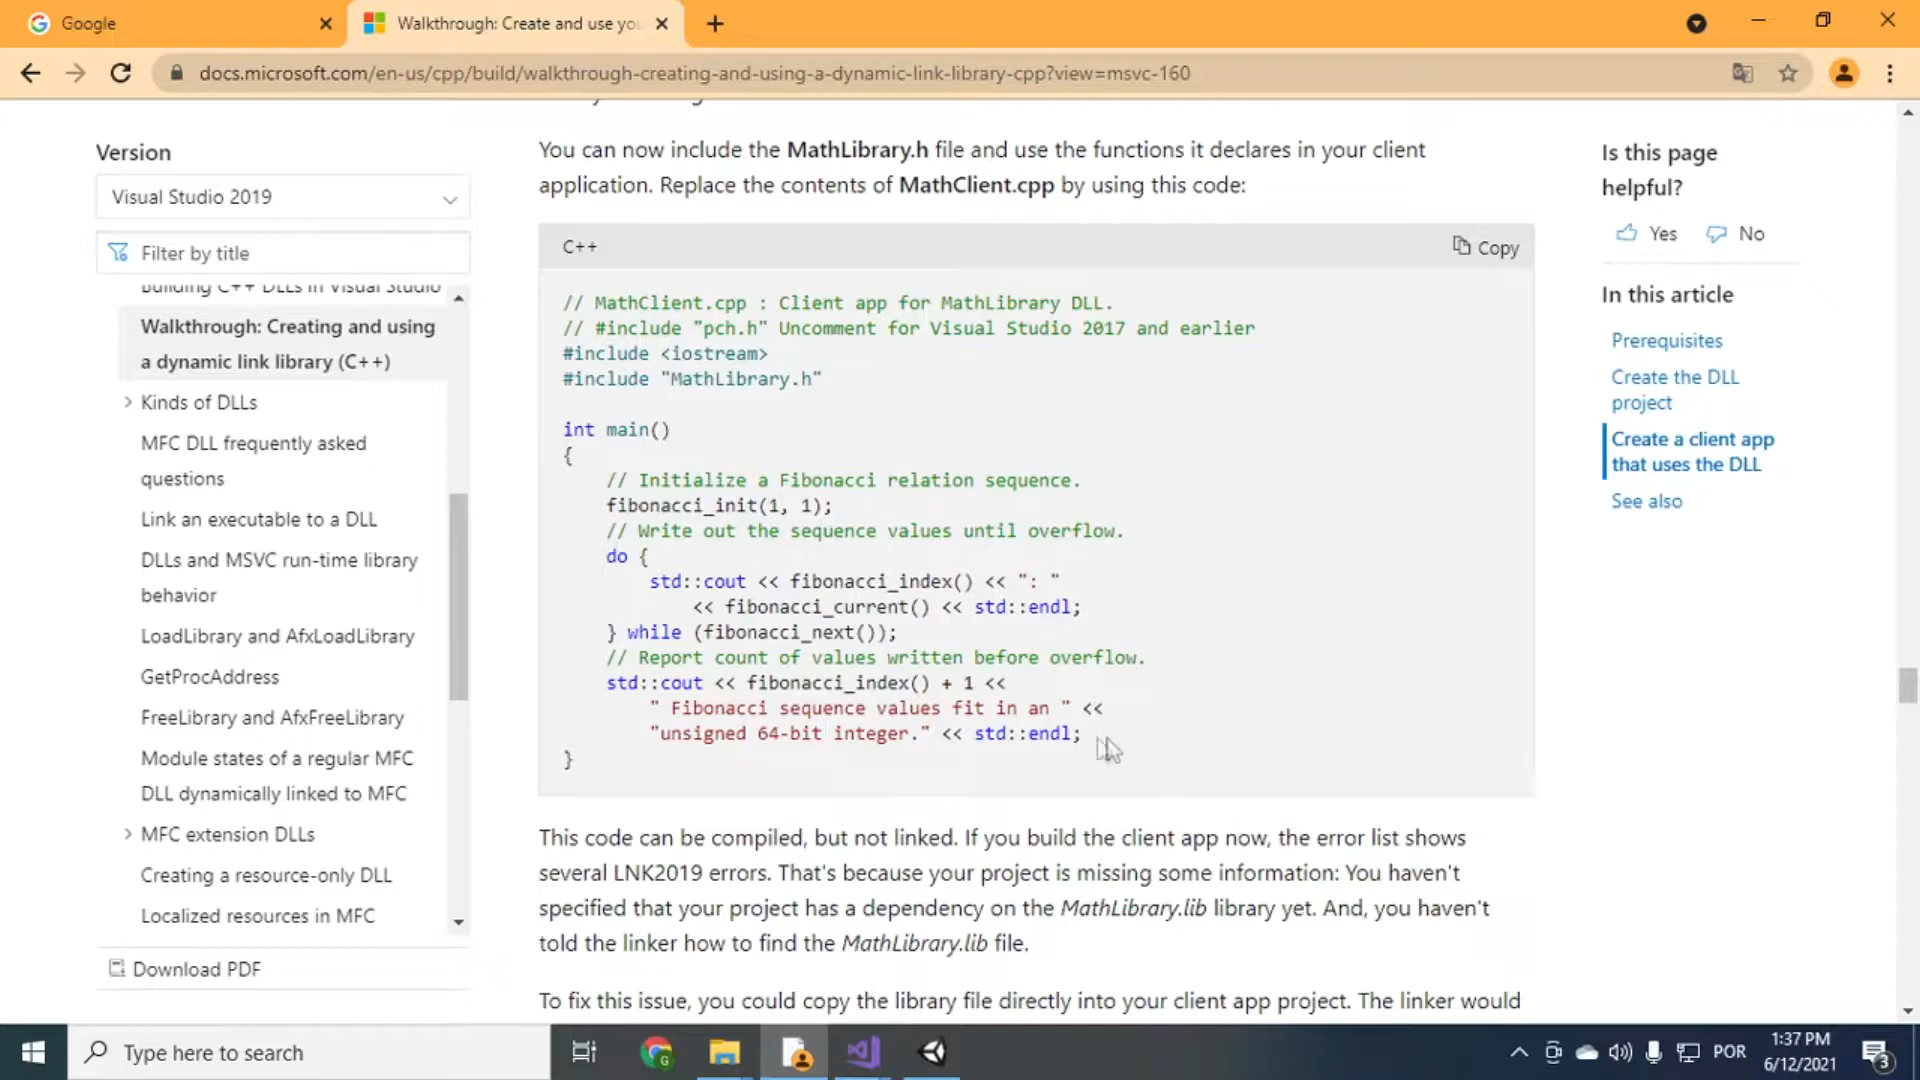 Google
Walkthrough: Create and use you
docs.microsoft.com/en-us/cpp/build/walkthrough-creating-and-using-a-dynamic-link-library-cpp?view=msvc-160
Version
Visual Studio 2019
Filter by title
Building C++ DLLs in Visual Studio
Walkthrough: Creating and using
a dynamic link library (C++)
Kinds of DLLs
MFC DLL frequently asked
questions
Link an executable to a DLL
DLLs and MSVC run-time library
behavior
LoadLibrary and AfxLoadLibrary
GetProcAddress
FreeLibrary and AfxFreeLibrary
Module states of a regular MFC
DLL dynamically linked to MFC
MFC extension DLLs
Creating a resource-only DLL
Localized resources in MFC
Download PDF
You can now include the MathLibrary.h file and use the functions it declares in your client
application. Replace the contents of MathClient.cpp by using this code:
C++
Copy
// MathClient.cpp : Client app for MathLibrary DLL.
// #include "pch.h" Uncomment for Visual Studio 2017 and earlier
#include <iostream>
#include "MathLibrary.h"
int main()
{
    // Initialize a Fibonacci relation sequence.
    fibonacci_init(1, 1);
    // Write out the sequence values until overflow.
    do {
        std::cout << fibonacci_index() << ": "
            << fibonacci_current() << std::endl;
    } while (fibonacci_next());
    // Report count of values written before overflow.
    std::cout << fibonacci_index() + 1 <<
        " Fibonacci sequence values fit in an " <<
        "unsigned 64-bit integer." << std::endl;
}
This code can be compiled, but not linked. If you build the client app now, the error list shows
several LNK2019 errors. That's because your project is missing some information: You haven't
specified that your project has a dependency on the MathLibrary.lib library yet. And, you haven't
told the linker how to find the MathLibrary.lib file.
To fix this issue, you could copy the library file directly into your client app project. The linker would
Is this page
helpful?
Yes
No
In this article
Prerequisites
Create the DLL
project
Create a client app
that uses the DLL
See also
Type here to search
POR
1:37 PM
6/12/2021
3